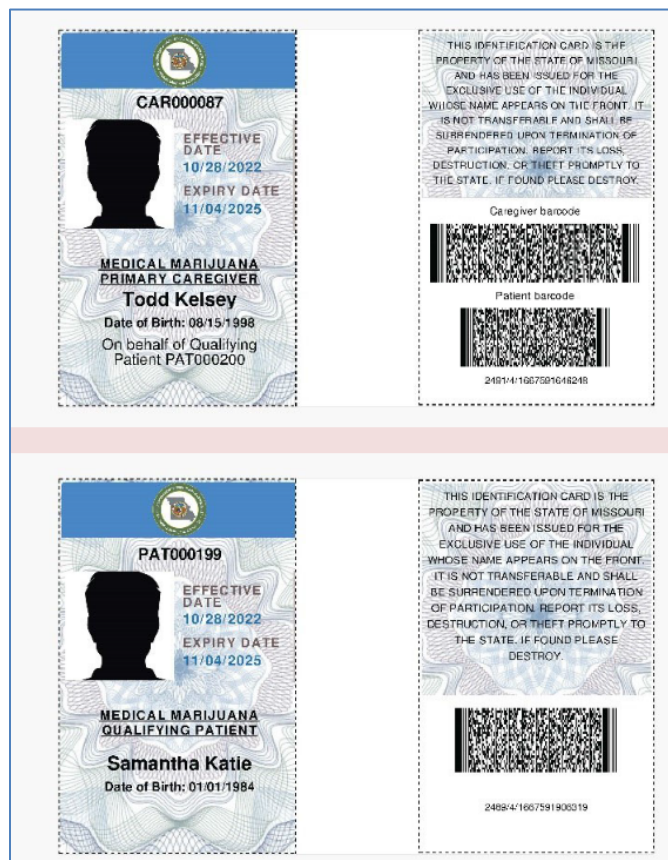 CAR000087
EFFECTIVE
DATE
10/28/2022
EXPIRY DATE
11/04/2025
MEDICAL MARIJUANA
PRIMARY CAREGIVER
Todd Kelsey
Date of Birth: 08/15/1998
On behalf of Qualifying
Patient PAT000200
THIS IDENTIFICATION CARD IS THE
PROPERTY OF THE STATE OF MISSOURI
AND HAS BEEN ISSUED FOR THE
EXCLUSIVE USE OF THE INDIVIDUAL
WHOSE NAME APPEARS ON THE FRONT. IT
IS NOT TRANSFERABLE AND SHALL BE
SURRENDERED UPON TERMINATION OF
PARTICIPATION. REPORT ITS LOSS,
DESTRUCTION, OR THEFT PROMPTLY TO
THE STATE. IF FOUND PLEASE DESTROY.
Caregiver barcode
Patient barcode
2491/4/1667591646248
PAT000199
EFFECTIVE
DATE
10/28/2022
EXPIRY DATE
11/04/2025
MEDICAL MARIJUANA
QUALIFYING PATIENT
Samantha Katie
Date of Birth: 01/01/1984
THIS IDENTIFICATION CARD IS THE
PROPERTY OF THE STATE OF MISSOURI
AND HAS BEEN ISSUED FOR THE
EXCLUSIVE USE OF THE INDIVIDUAL
WHOSE NAME APPEARS ON THE FRONT.
IT IS NOT TRANSFERABLE AND SHALL
BE SURRENDERED UPON TERMINATION
OF PARTICIPATION. REPORT ITS LOSS,
DESTRUCTION, OR THEFT PROMPTLY TO
THE STATE. IF FOUND PLEASE
DESTROY.
2489/4/1667591906319